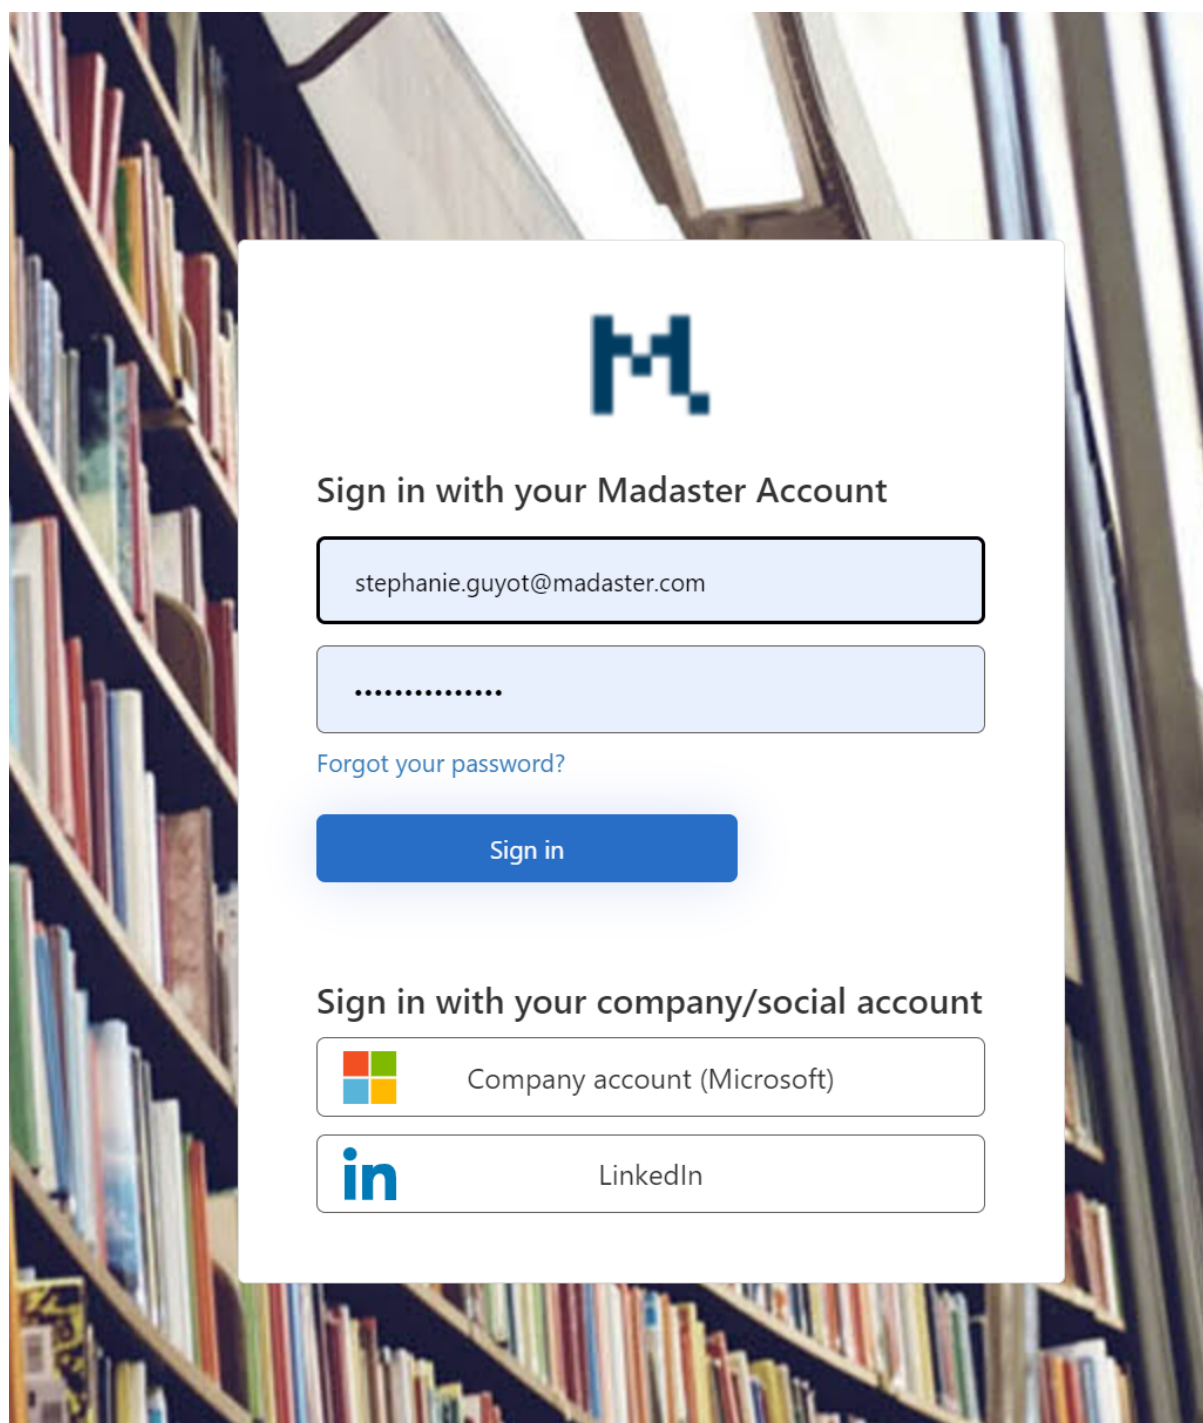 M.
Sign in with your Madaster Account
stephanie.guyot@madaster.com
•••••••••••••••
Forgot your password?
Sign in
Sign in with your company/social account
Company account (Microsoft)
in
LinkedIn